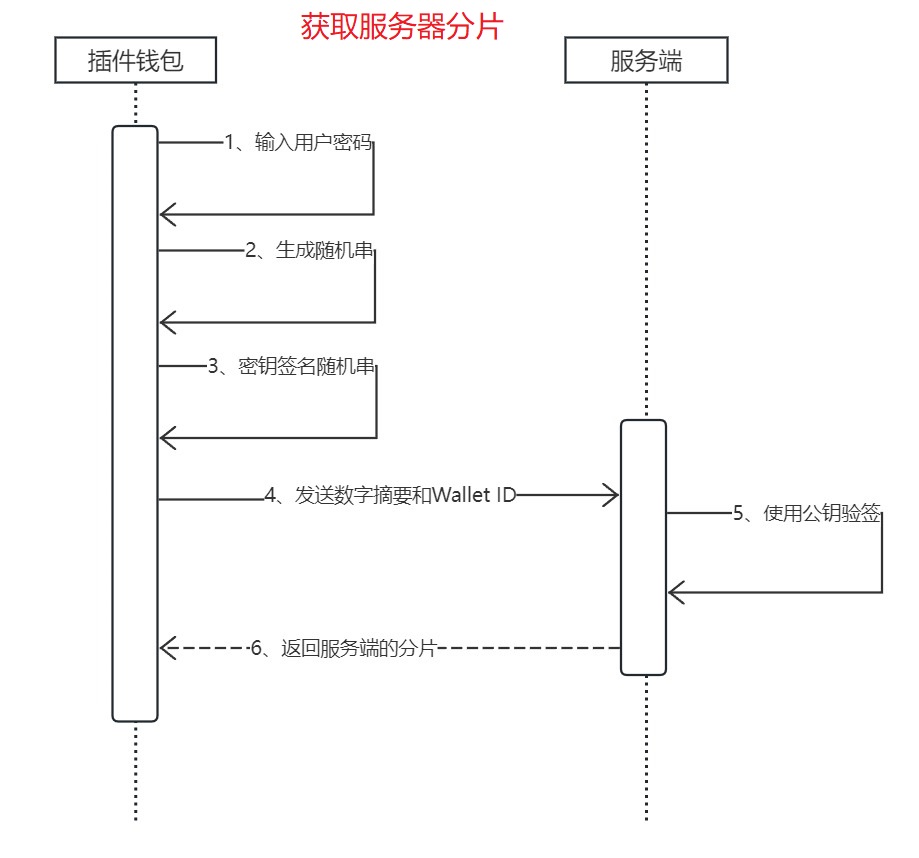 获取服务器分片
插件钱包
服务端
1、输入用户密码
2、生成随机串
3、密钥签名随机串
4、发送数字摘要和Wallet ID
5、使用公钥验签
6、返回服务端的分片